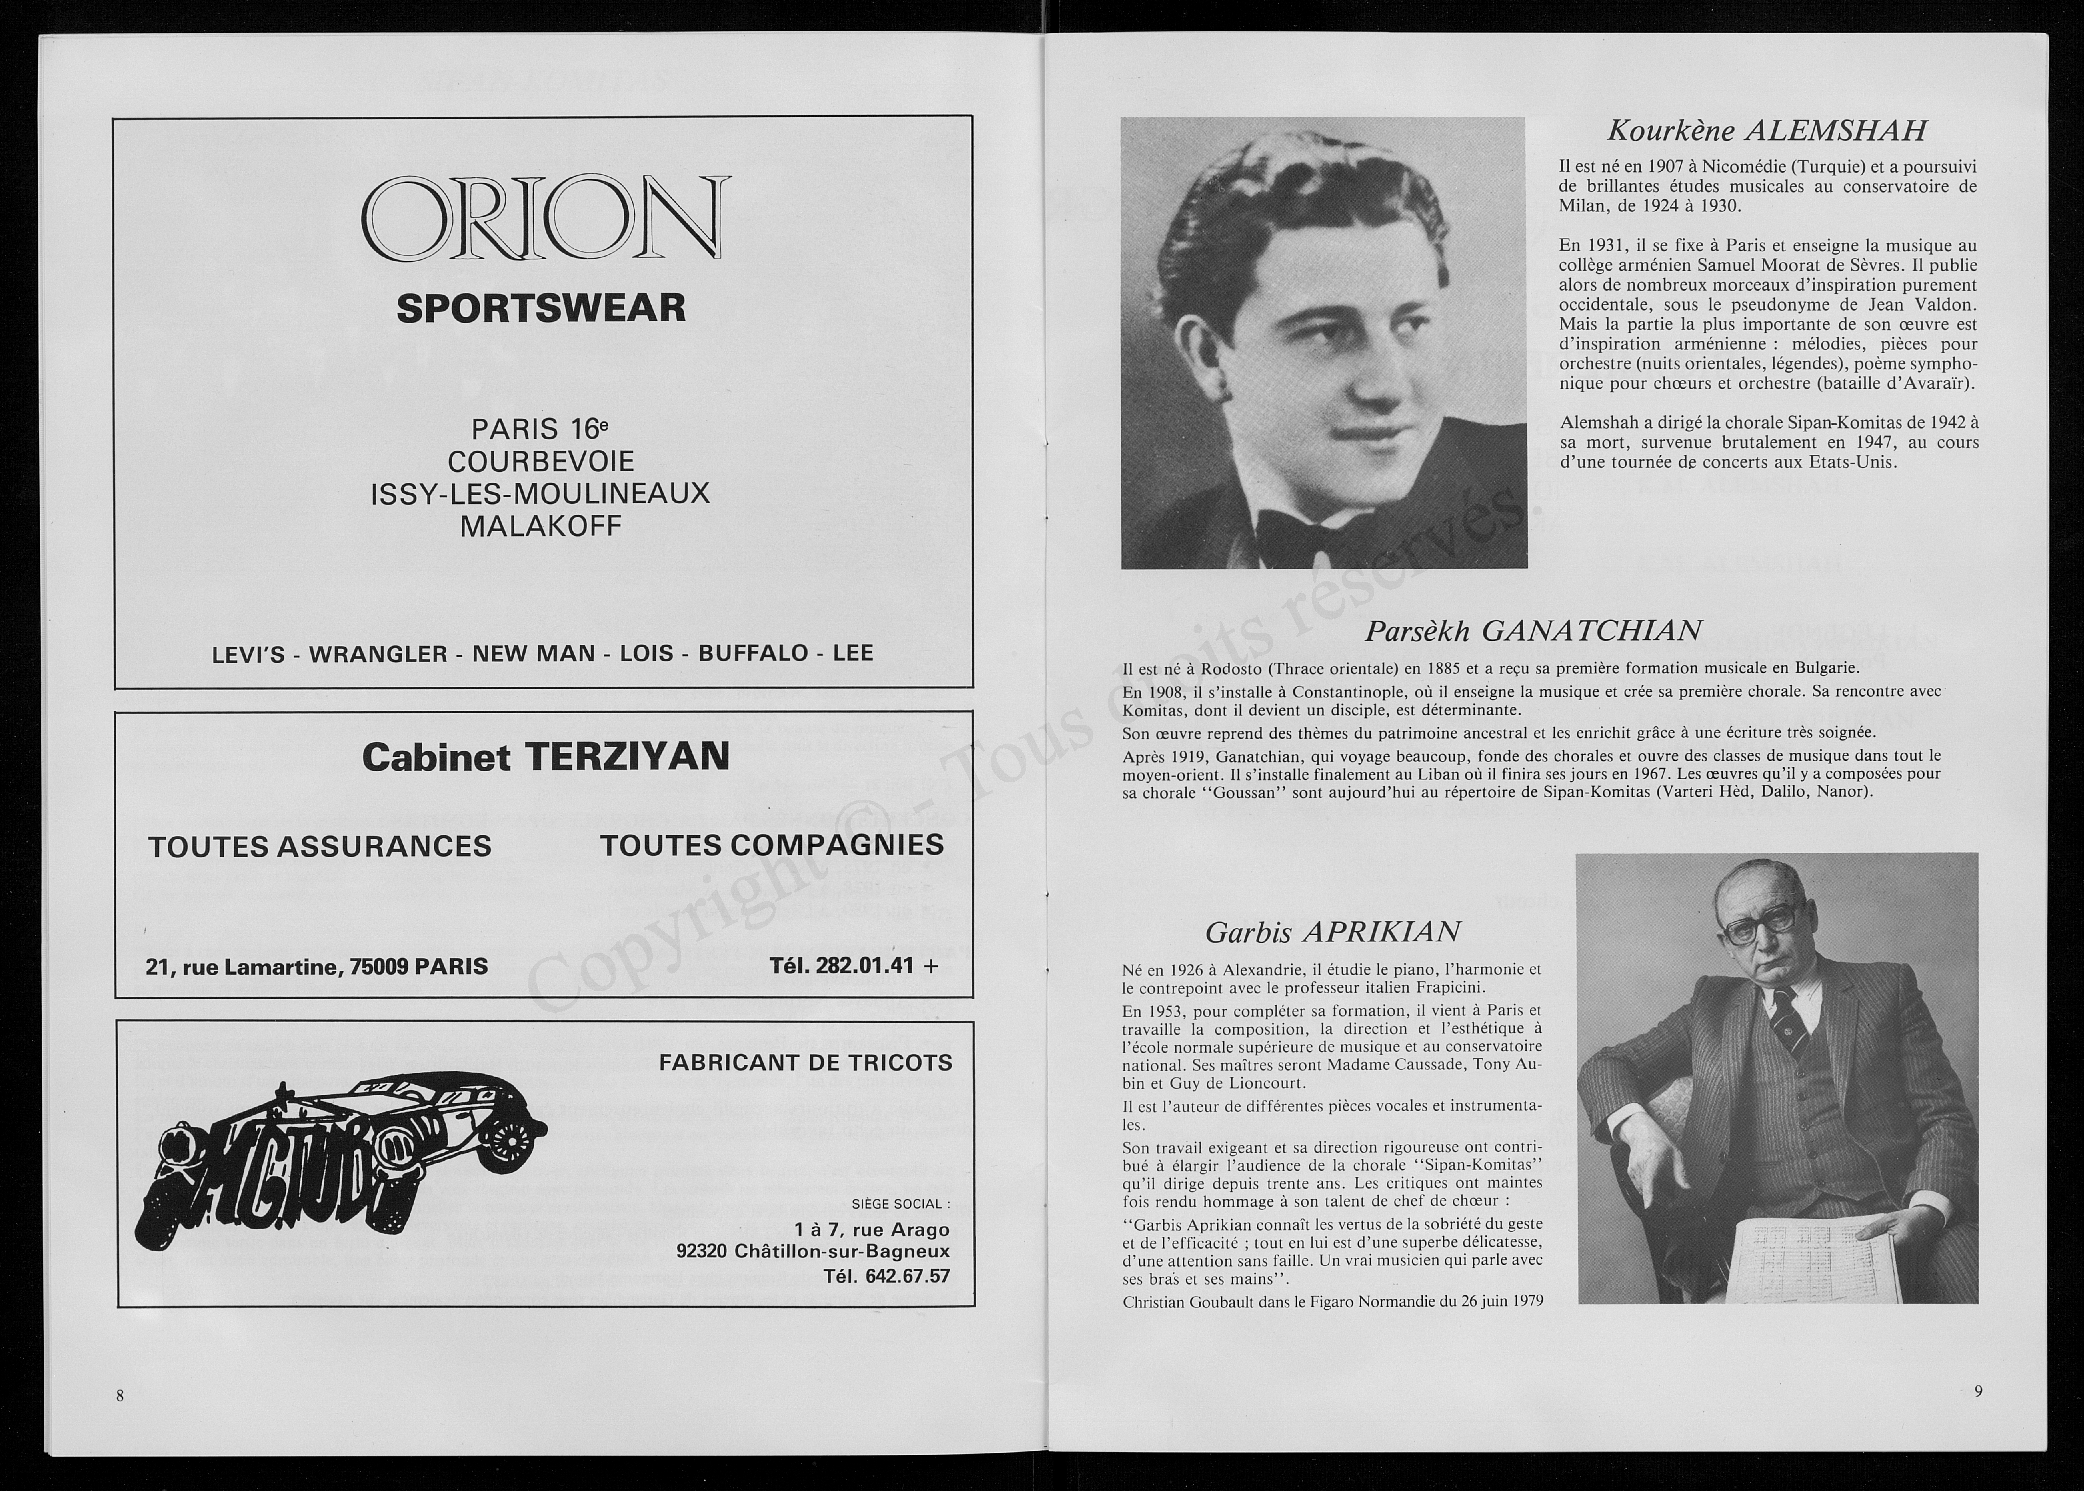 ORION
SPORTSWEAR
PARIS 16e
COURBEVOIE
ISSY-LES-MOULINEAUX
MALAKOFF
LEVI'S - WRANGLER - NEW MAN - LOIS - BUFFALO - LEE
Cabinet TERZIYAN
TOUTES ASSURANCES TOUTES COMPAGNIES
21, rue Lamartine, 75009 PARIS Tél. 282.01.41 +
FABRICANT DE TRICOTS
SIÈGE SOCIAL :
1 à 7, rue Arago
92320 Châtillon-sur-Bagneux
Tél. 642.67.57
8
Kourkène ALEMSHAH
Il est né en 1907 à Nicomédie (Turquie) et a poursuivi
de brillantes études musicales au conservatoire de
Milan, de 1924 à 1930.
En 1931, il se fixe à Paris et enseigne la musique au
collège arménien Samuel Moorat de Sèvres. Il publie
alors de nombreux morceaux d'inspiration purement
occidentale, sous le pseudonyme de Jean Valdon.
Mais la partie la plus importante de son œuvre est
d'inspiration arménienne : mélodies, pièces pour
orchestre (nuits orientales, légendes), poème sympho-
nique pour chœurs et orchestre (bataille d'Avaraïr).
Alemshah a dirigé la chorale Sipan-Komitas de 1942 à
sa mort, survenue brutalement en 1947, au cours
d'une tournée de concerts aux Etats-Unis.
Parsèkh GANATCHIAN
Il est né à Rodosto (Thrace orientale) en 1885 et a reçu sa première formation musicale en Bulgarie.
En 1908, il s'installe à Constantinople, où il enseigne la musique et crée sa première chorale. Sa rencontre avec
Komitas, dont il devient un disciple, est déterminante.
Son œuvre reprend des thèmes du patrimoine ancestral et les enrichit grâce à une écriture très soignée.
Après 1919, Ganatchian, qui voyage beaucoup, fonde des chorales et ouvre des classes de musique dans tout le
moyen-orient. Il s'installe finalement au Liban où il finira ses jours en 1967. Les œuvres qu'il y a composées pour
sa chorale "Goussan" sont aujourd'hui au répertoire de Sipan-Komitas (Varteri Hèd, Dalilo, Nanor).
Garbis APRIKIAN
Né en 1926 à Alexandrie, il étudie le piano, l'harmonie et
le contrepoint avec le professeur italien Frapicini.
En 1953, pour compléter sa formation, il vient à Paris et
travaille la composition, la direction et l'esthétique à
l'école normale supérieure de musique et au conservatoire
national. Ses maîtres seront Madame Caussade, Tony Au-
bin et Guy de Lioncourt.
Il est l'auteur de différentes pièces vocales et instrumenta-
les.
Son travail exigeant et sa direction rigoureuse ont contri-
bué à élargir l'audience de la chorale "Sipan-Komitas"
qu'il dirige depuis trente ans. Les critiques ont maintes
fois rendu hommage à son talent de chef de chœur :
"Garbis Aprikian connaît les vertus de la sobriété du geste
et de l'efficacité ; tout en lui est d'une superbe délicatesse,
d'une attention sans faille. Un vrai musicien qui parle avec
ses bras et ses mains".
Christian Goubault dans le Figaro Normandie du 26 juin 1979
9
Copyright © - Tous droits réservés.